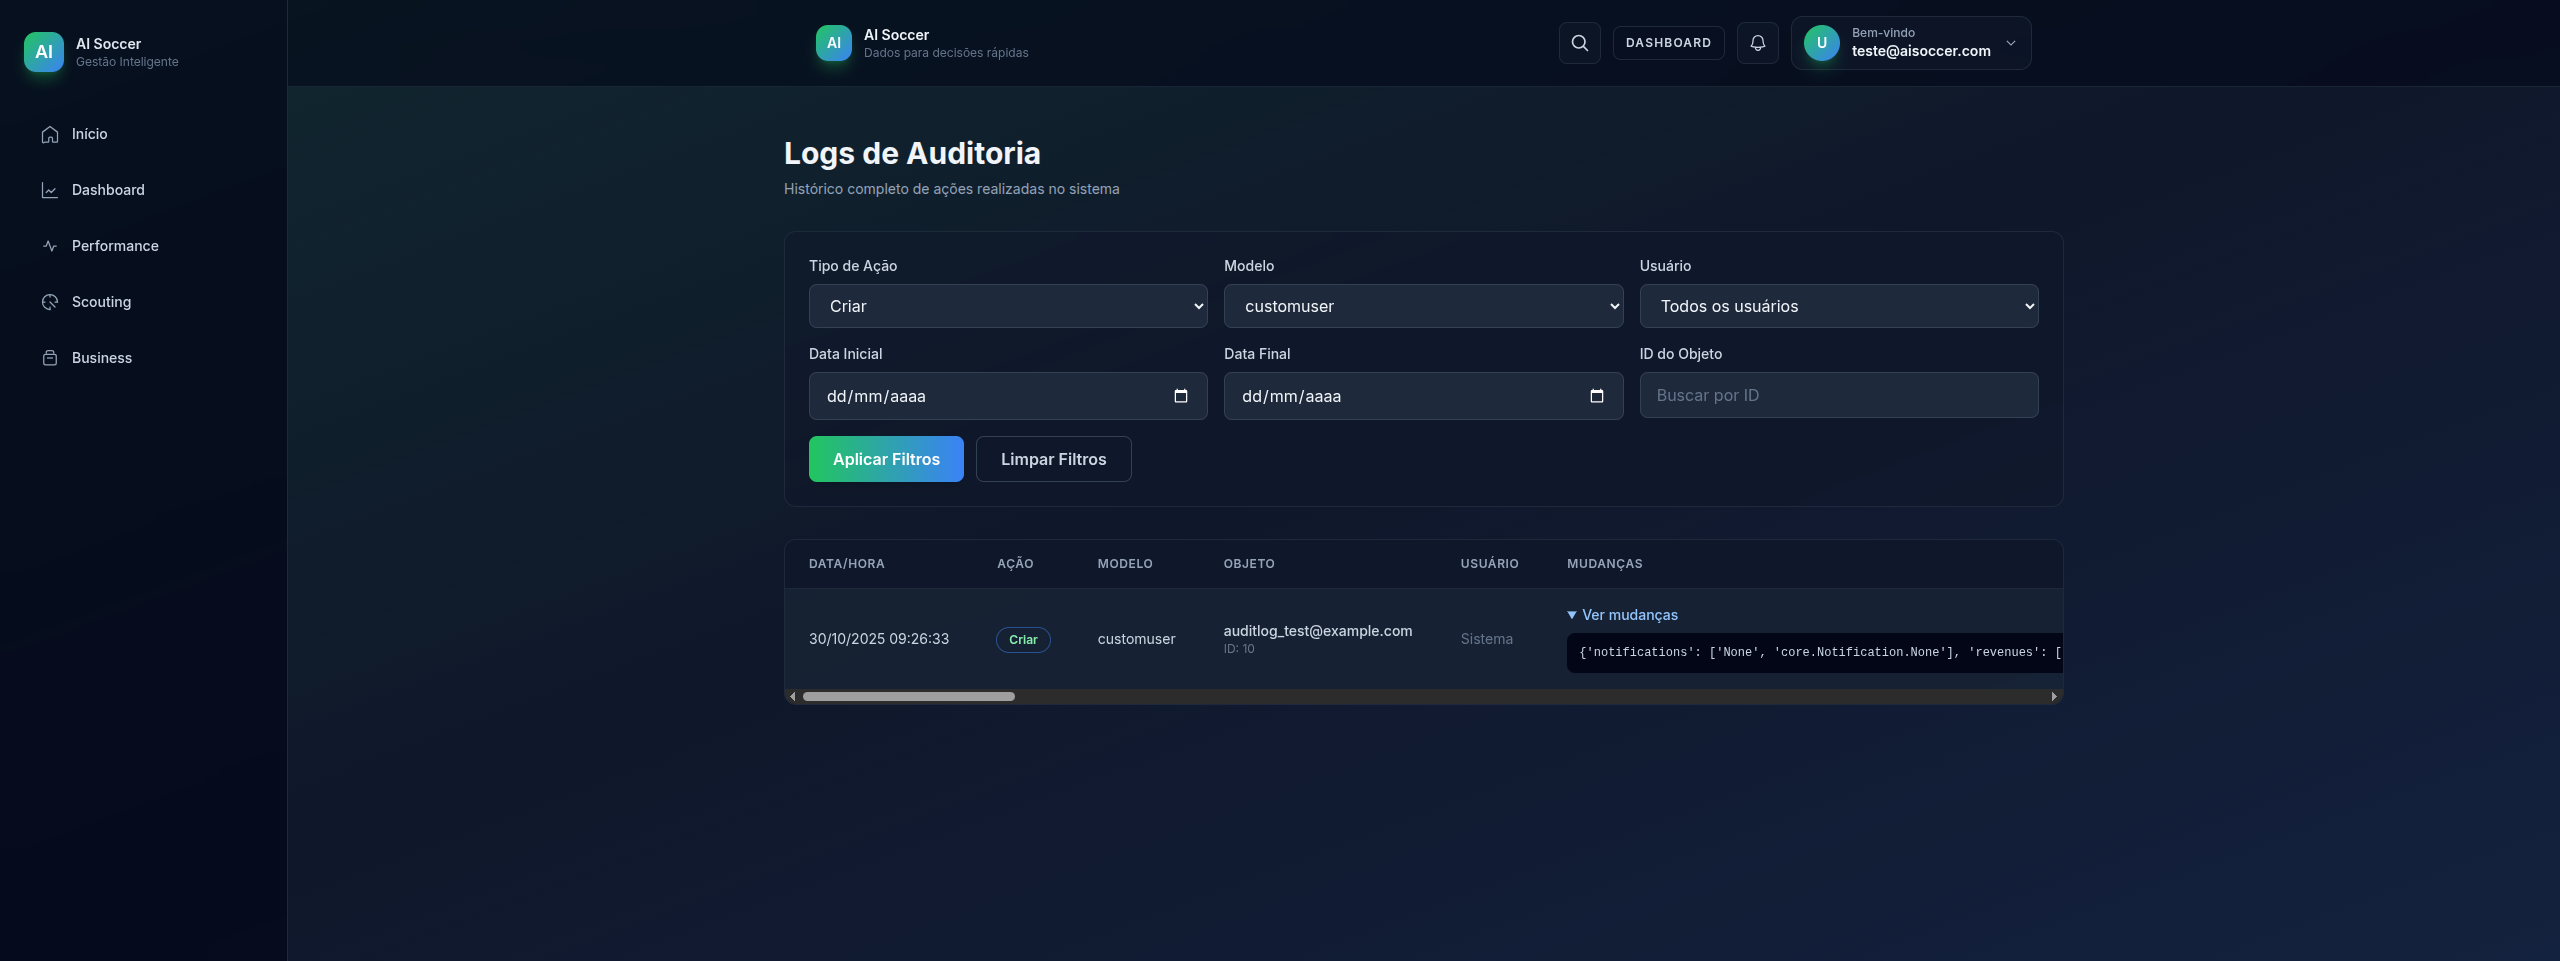 AI
AI Soccer
Gestão Inteligente
Início
Dashboard
Performance
Scouting
Business
AI
AI Soccer
Dados para decisões rápidas
DASHBOARD
U
Bem-vindo
teste@aisoccer.com
Logs de Auditoria
Histórico completo de ações realizadas no sistema
Tipo de Ação
Modelo
Usuário
Criar
customuser
Todos os usuários
Data Inicial
Data Final
ID do Objeto
dd/mm/aaaa
dd/mm/aaaa
Buscar por ID
Aplicar Filtros
Limpar Filtros
DATA/HORA AÇÃO MODELO OBJETO USUÁRIO MUDANÇAS
30/10/2025 09:26:33
Criar
customuser
auditlog_test@example.com
ID: 10
Sistema
Ver mudanças
{'notifications': ['None', 'core.Notification.None'], 'revenues': [